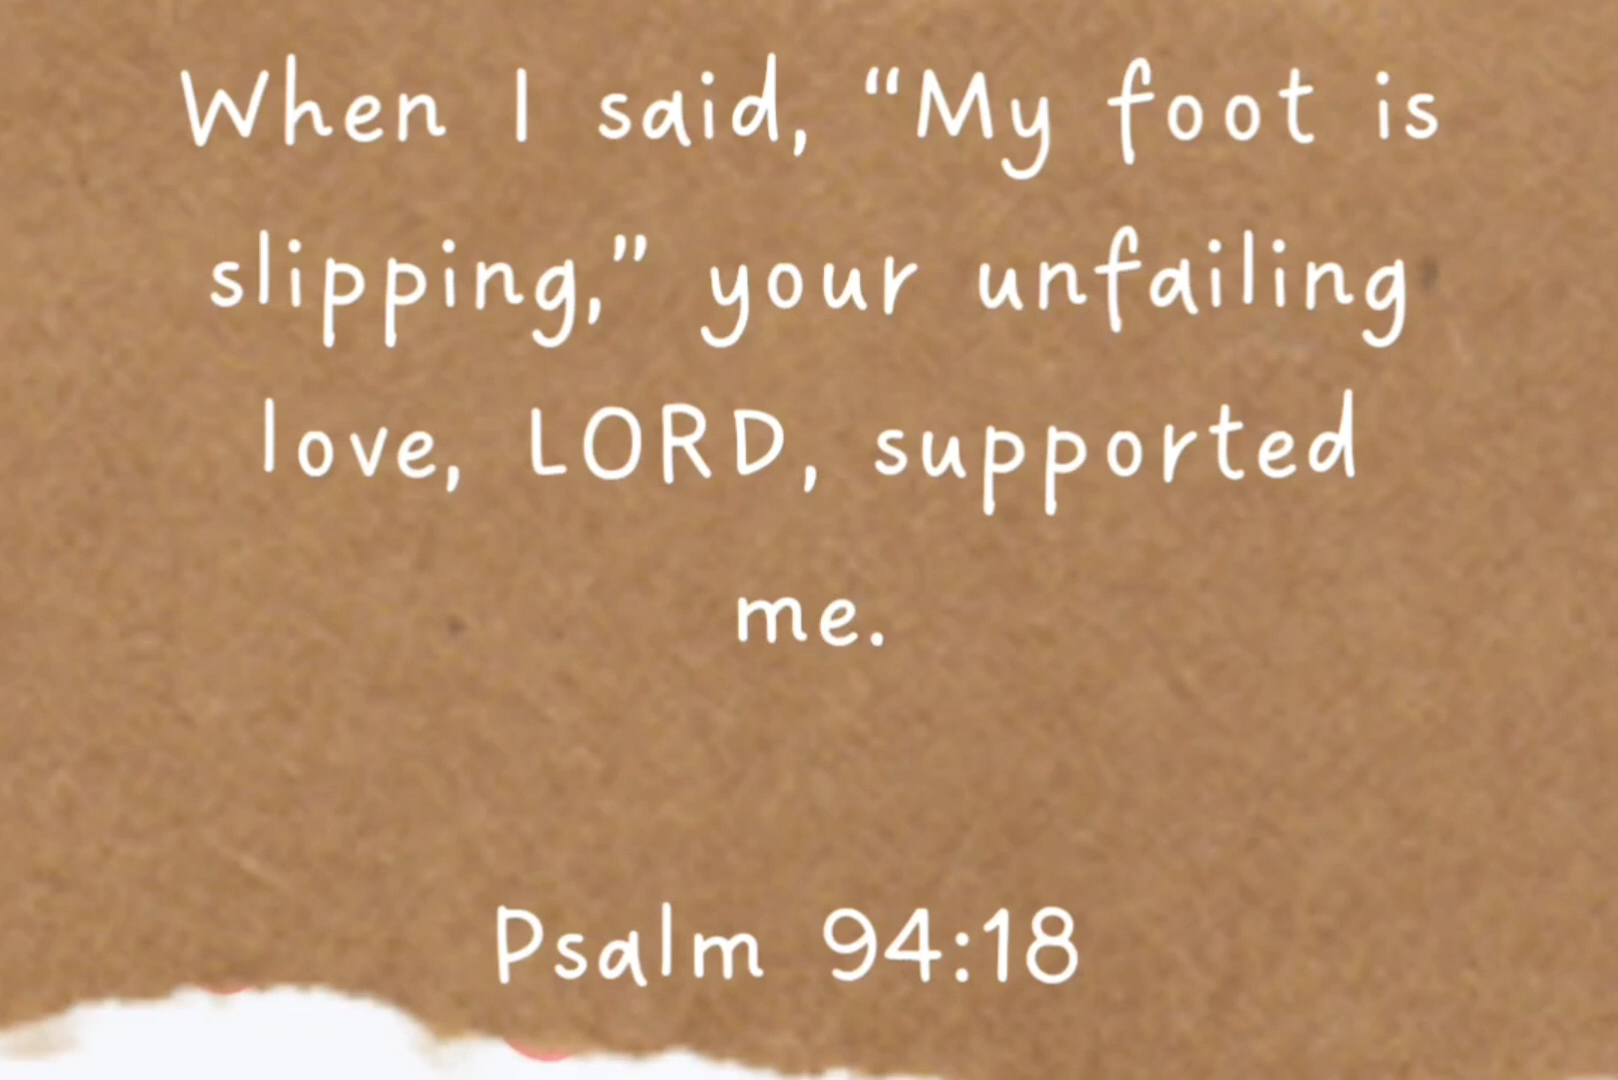 When I said, “My foot is
slipping,” your unfailing
love, LORD, supported
me.
Psalm 94:18